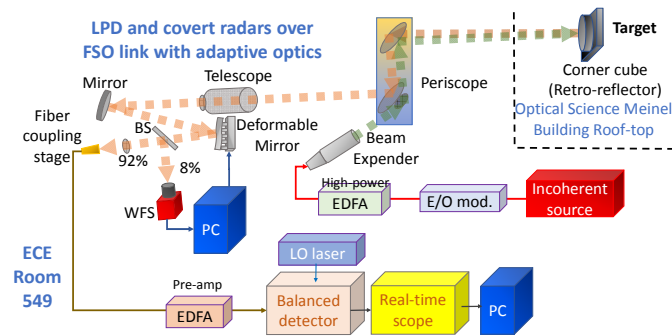 LPD and covert radars over
FSO link with adaptive optics
Target
Mirror
Telescope
Periscope
Corner cube
(Retro-reflector)
Optical Science Meinel
Building Roof-top
Fiber
coupling
stage
BS
Deformable
Mirror
92%
8%
Beam
Expender
WFS
PC
High-power
EDFA
E/O mod.
Incoherent
source
ECE
Room
549
LO laser
Pre-amp
EDFA
Balanced
detector
Real-time
scope
PC